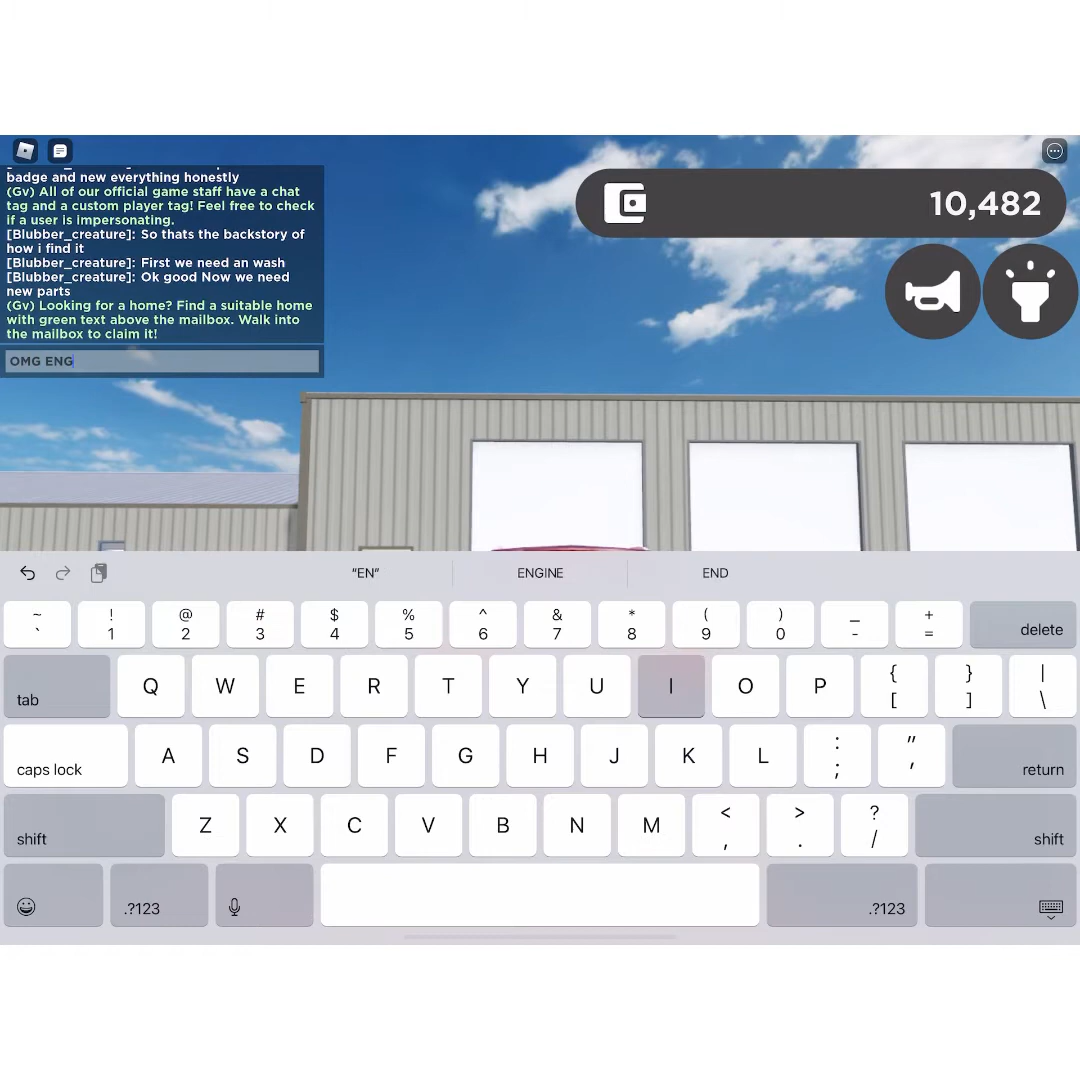 badge and new everything honestly
(Gv) All of our official game staff have a chat
tag and a custom player tag! Feel free to check
if a user is impersonating.
[Blubber_creature]: So thats the backstory of
how i find it
[Blubber_creature]: First we need an wash
[Blubber_creature]: Ok good Now we need
new parts
(Gv) Looking for a home? Find a suitable home
with green text above the mailbox. Walk into
the mailbox to claim it!
OMG ENG
10,482
"EN" ENGINE END
~ ! @ # $ % ^ & * ( ) _ +
` 1 2 3 4 5 6 7 8 9 0 - = delete
tab Q W E R T Y U I O P { [ } ] | \
caps lock A S D F G H J K L : ; " ' return
shift Z X C V B N M < , > . ? / shift
.?123 .?123